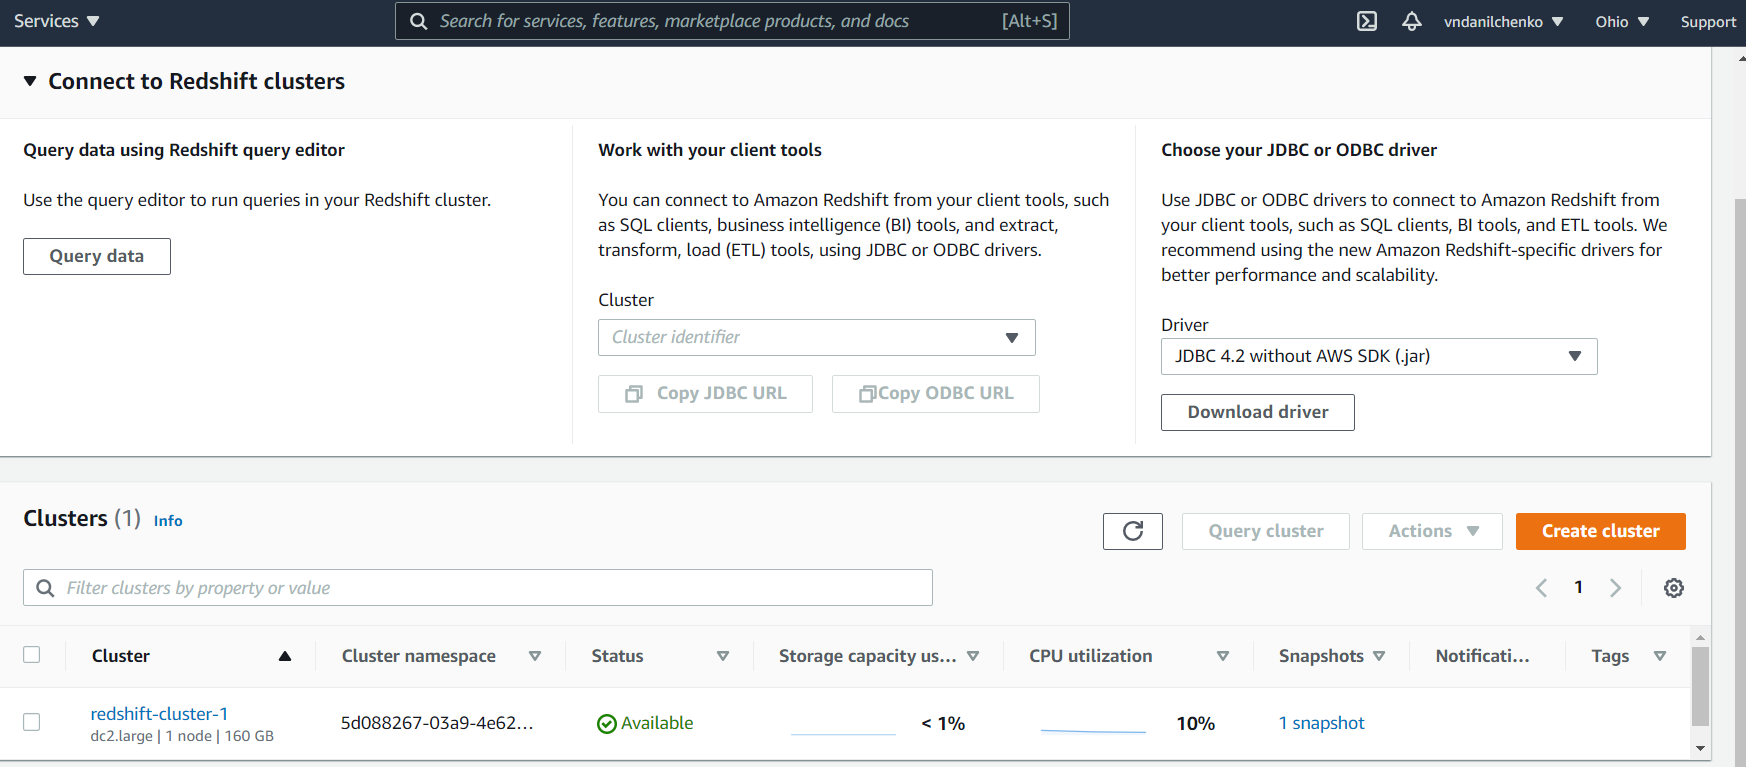 Services
Search for services, features, marketplace products, and docs
[Alt+S]
vndanilchenko
Ohio
Support
Connect to Redshift clusters
Query data using Redshift query editor
Use the query editor to run queries in your Redshift cluster.
Query data
Work with your client tools
You can connect to Amazon Redshift from your client tools, such
as SQL clients, business intelligence (BI) tools, and extract,
transform, load (ETL) tools, using JDBC or ODBC drivers.
Cluster
Cluster identifier
Copy JDBC URL
Copy ODBC URL
Choose your JDBC or ODBC driver
Use JDBC or ODBC drivers to connect to Amazon Redshift from
your client tools, such as SQL clients, BI tools, and ETL tools. We
recommend using the new Amazon Redshift-specific drivers for
better performance and scalability.
Driver
JDBC 4.2 without AWS SDK (.jar)
Download driver
Clusters (1) Info
Query cluster
Actions
Create cluster
Filter clusters by property or value
1
Cluster
Cluster namespace
Status
Storage capacity us...
CPU utilization
Snapshots
Notificati...
Tags
redshift-cluster-1
dc2.large | 1 node | 160 GB
5d088267-03a9-4e62...
Available
< 1%
10%
1 snapshot